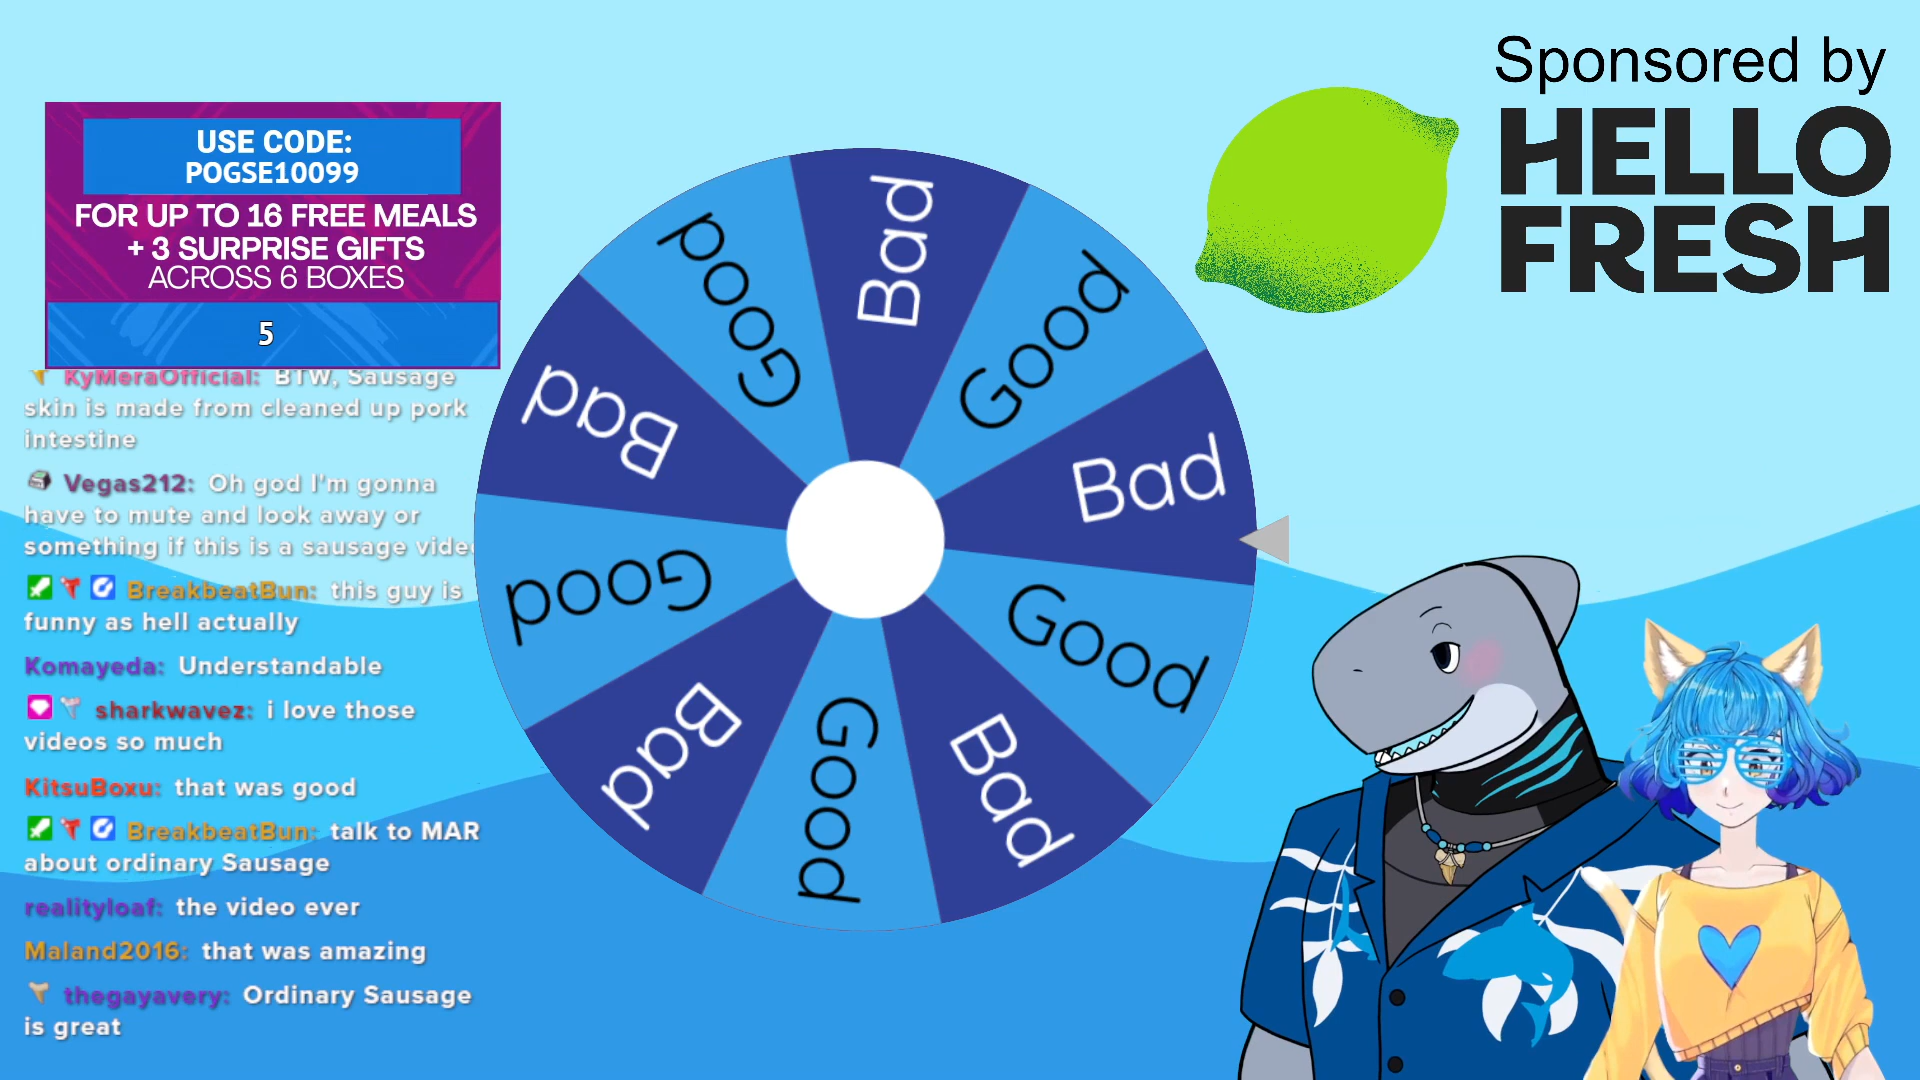 Sponsored by
HELLO
FRESH
USE CODE:
POGSE10099
FOR UP TO 16 FREE MEALS
+ 3 SURPRISE GIFTS
ACROSS 6 BOXES
5
KyMeraOfficial: BTW, Sausage
skin is made from cleaned up pork
intestine
Vegas212: Oh god I'm gonna
have to mute and look away or
something if this is a sausage vide
BreakbeatBun: this guy is
funny as hell actually
Komayeda: Understandable
sharkwavez: i love those
videos so much
KitsuBoxu: that was good
BreakbeatBun: talk to MAR
about ordinary Sausage
realityloaf: the video ever
Maland2016: that was amazing
thegayavery: Ordinary Sausage
is great
Bad
Good
Bad
Good
Bad
Good
Bad
Good
Bad
Good